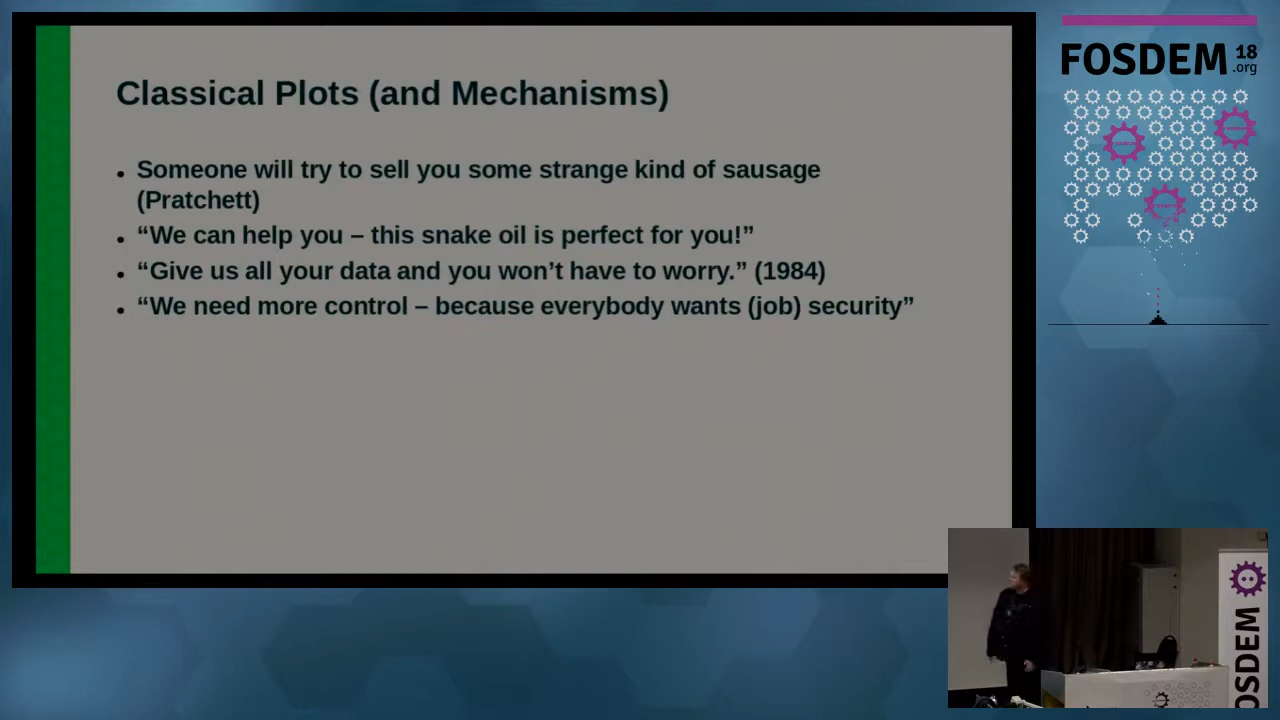 Classical Plots (and Mechanisms)
• Someone will try to sell you some strange kind of sausage
(Pratchett)
• “We can help you – this snake oil is perfect for you!”
• “Give us all your data and you won’t have to worry.” (1984)
• “We need more control – because everybody wants (job) security”
FOSDEM 18
.org
FOSDEM